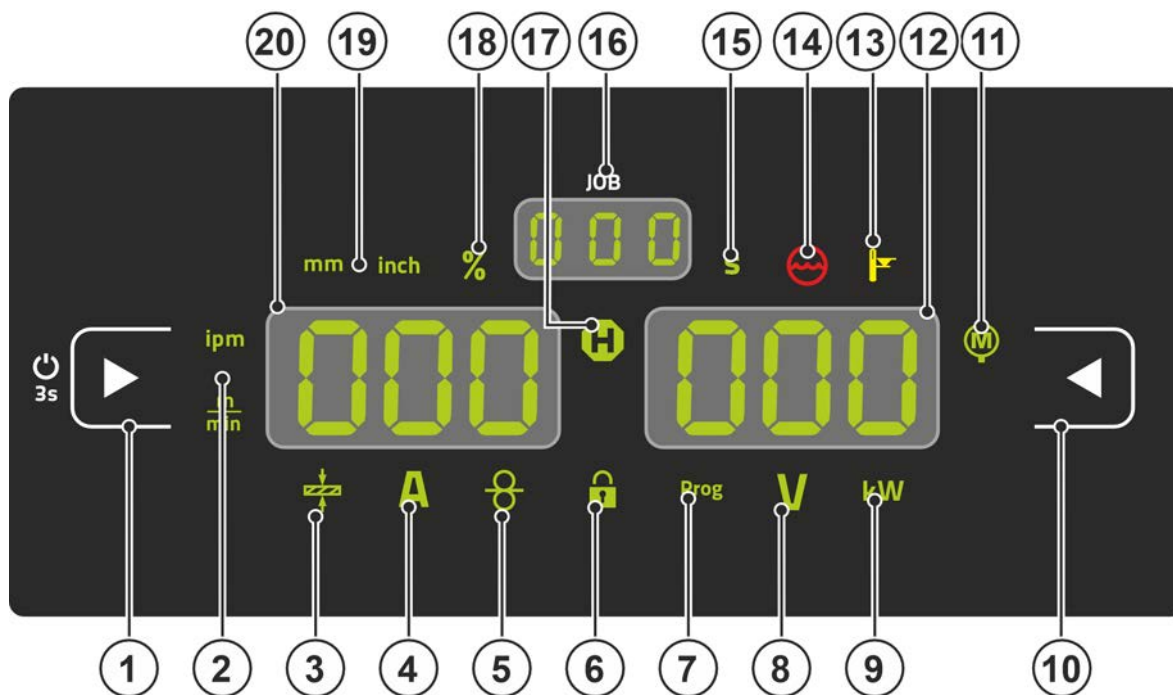 20 19 18 17 16 15 14 13 12 11
JOB
000
mm inch % s
ipm 000 H 000 M
3s
m
min
A Prog V kW
1 2 3 4 5 6 7 8 9 10